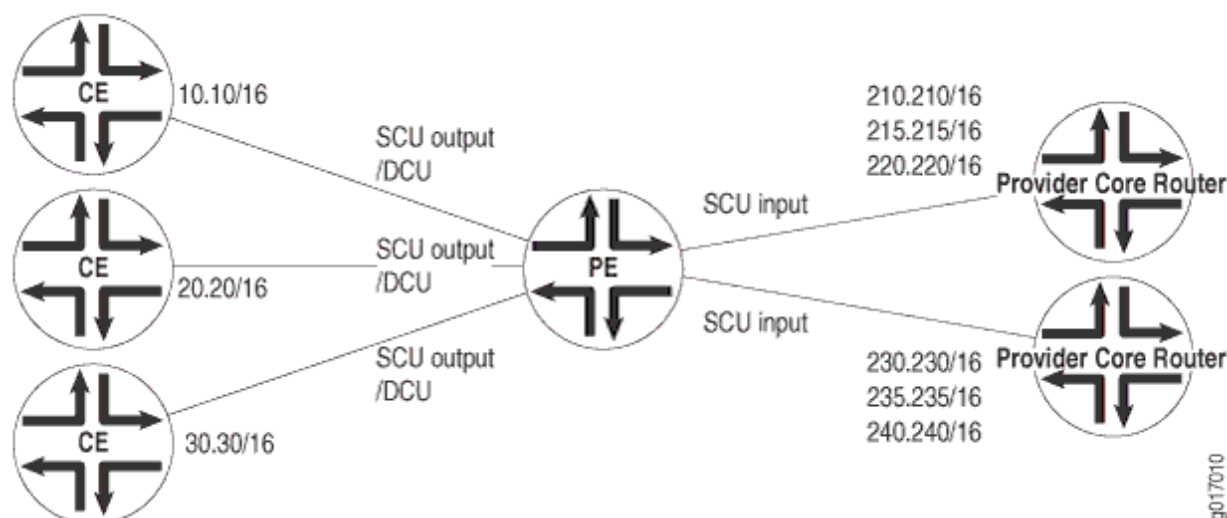 CE
10.10/16
SCU output
/DCU
CE
20.20/16
SCU output
/DCU
CE
30.30/16
SCU output
/DCU
PE
SCU input
SCU input
210.210/16
215.215/16
220.220/16
Provider Core Router
230.230/16
235.235/16
240.240/16
Provider Core Router
g017010